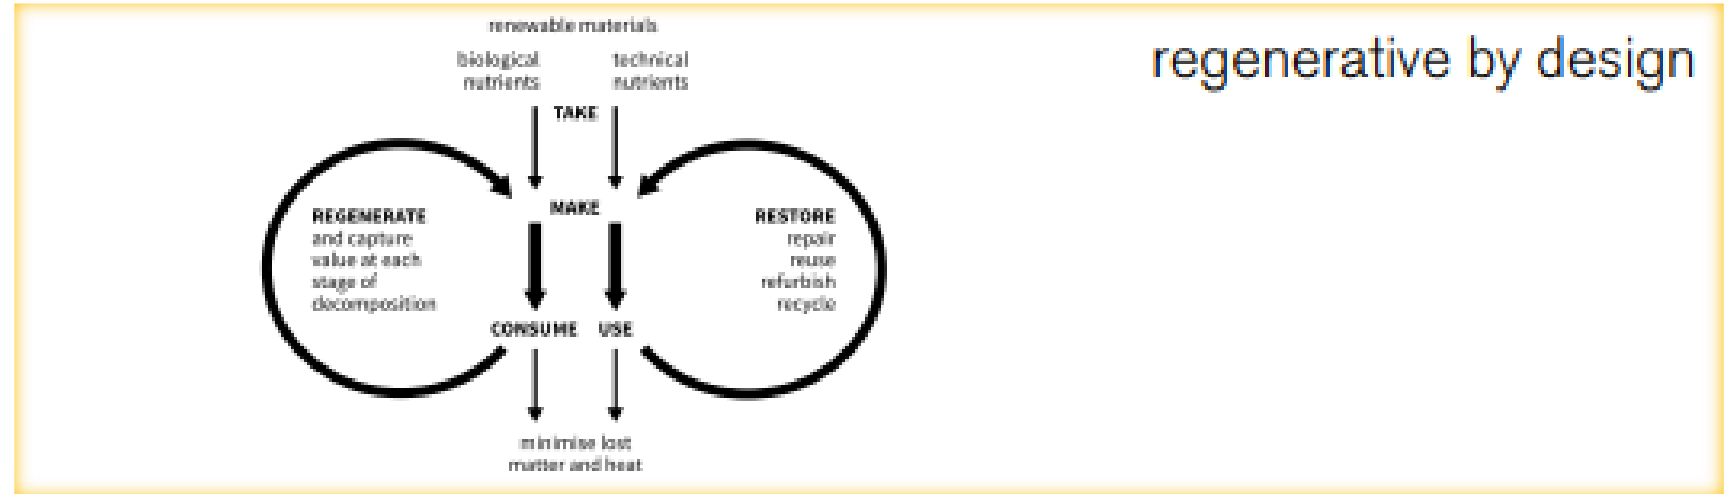 renewable materials
biological
nutrients
technical
nutrients
TAKE
MAKE
REGENERATE
and capture
value at each
stage of
decomposition
RESTORE
repair
reuse
refurbish
recycle
CONSUME USE
minimise lost
matter and heat
regenerative by design